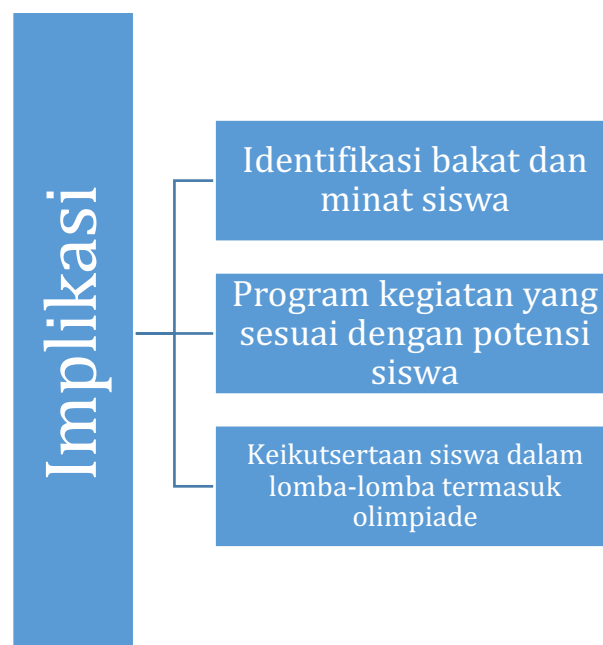 Implikasi
Identifikasi bakat dan
minat siswa
Program kegiatan yang
sesuai dengan potensi
siswa
Keikutsertaan siswa dalam
lomba-lomba termasuk
olimpiade